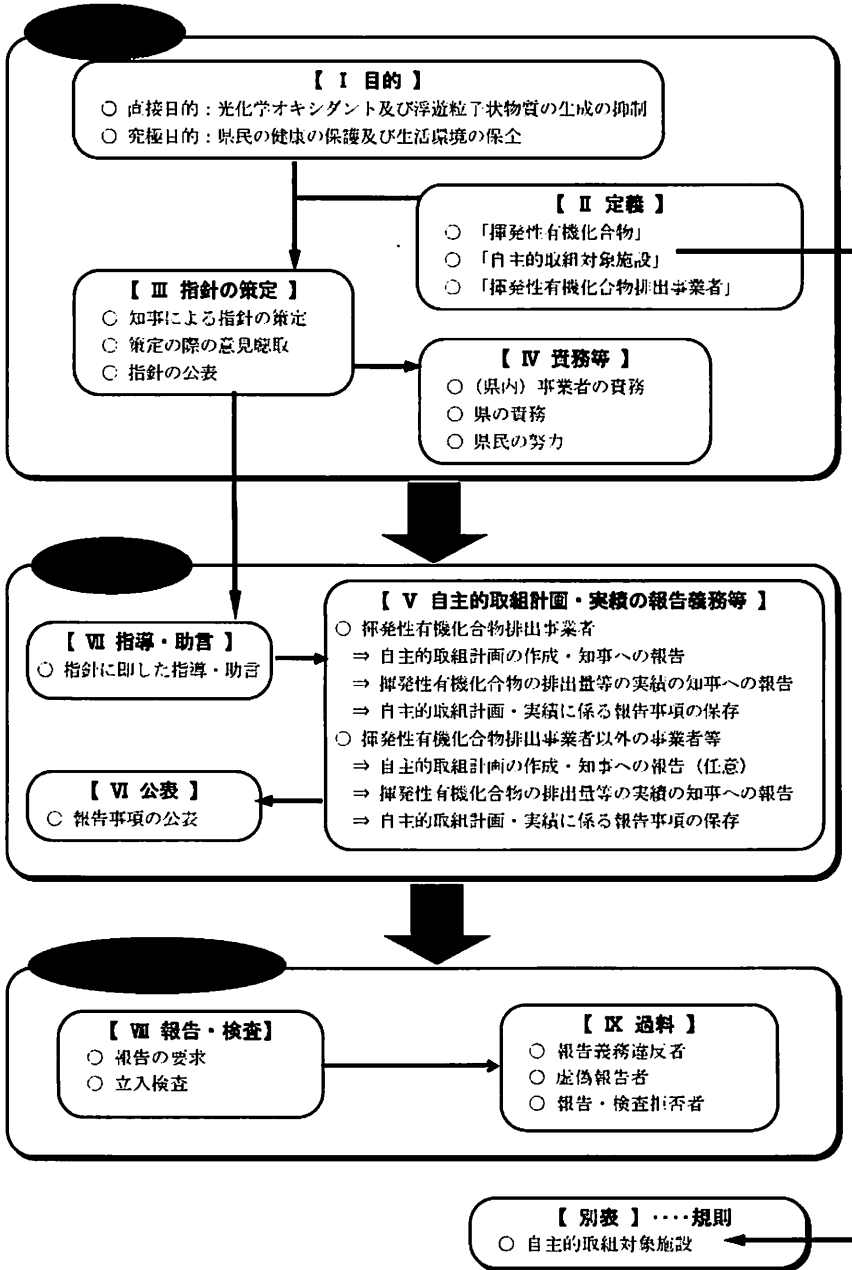 【 Ⅰ 目的 】
○ 直接目的：光化学オキシダント及び浮遊粒子状物質の生成の抑制
○ 究極目的：県民の健康の保護及び生活環境の保全
【 Ⅱ 定義 】
○ 「揮発性有機化合物」
○ 「自主的取組対象施設」
○ 「揮発性有機化合物排出事業者」
【 Ⅲ 指針の策定 】
○ 知事による指針の策定
○ 策定の際の意見聴取
○ 指針の公表
【 Ⅳ 責務等 】
○ (県内) 事業者の責務
○ 県の責務
○ 県民の努力
【 Ⅴ 自主的取組計画・実績の報告義務等 】
○ 揮発性有機化合物排出事業者
⇒ 自主的取組計画の作成・知事への報告
⇒ 揮発性有機化合物の排出量等の実績の知事への報告
⇒ 自主的取組計画・実績に係る報告事項の保存
○ 揮発性有機化合物排出事業者以外の事業者等
⇒ 自主的取組計画の作成・知事への報告 (任意)
⇒ 揮発性有機化合物の排出量等の実績の知事への報告
⇒ 自主的取組計画・実績に係る報告事項の保存
【 Ⅶ 指導・助言 】
○ 指針に即した指導・助言
【 Ⅵ 公表 】
○ 報告事項の公表
【 Ⅷ 報告・検査】
○ 報告の要求
○ 立入検査
【 Ⅸ 過料 】
○ 報告義務違反者
○ 虚偽報告者
○ 報告・検査拒否者
【 別表 】‥‥規則
○ 自主的取組対象施設